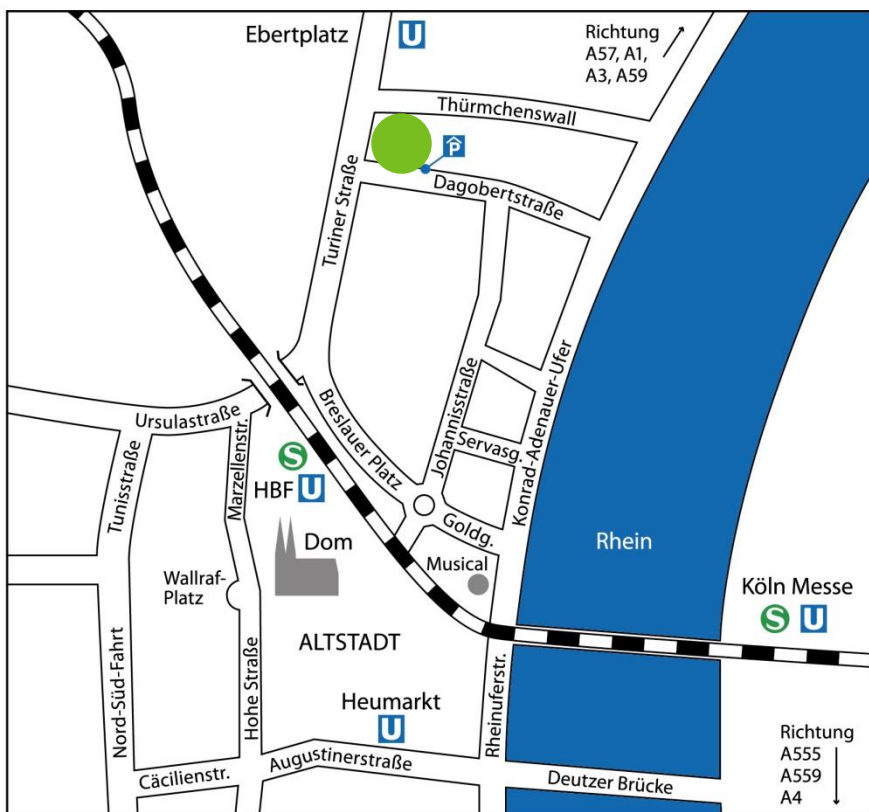 Ebertplatz
U
Richtung
A57, A1,
A3, A59
Thürmchenswall
P
Dagobertstraße
Turiner Straße
Ursulastraße
Breslauer Platz
Johannisstraße
Servasg.
Konrad-Adenauer-Ufer
Marzellenstr.
Tunisstraße
S
HBF U
Goldg.
Dom
Musical
Rhein
Wallraf-
Platz
Köln Messe
S U
ALTSTADT
Nord-Süd-Fahrt
Hohe Straße
Heumarkt
U
Rheinuferstr.
Cäcilienstr.
Augustinerstraße
Deutzer Brücke
Richtung
A555
A559
A4